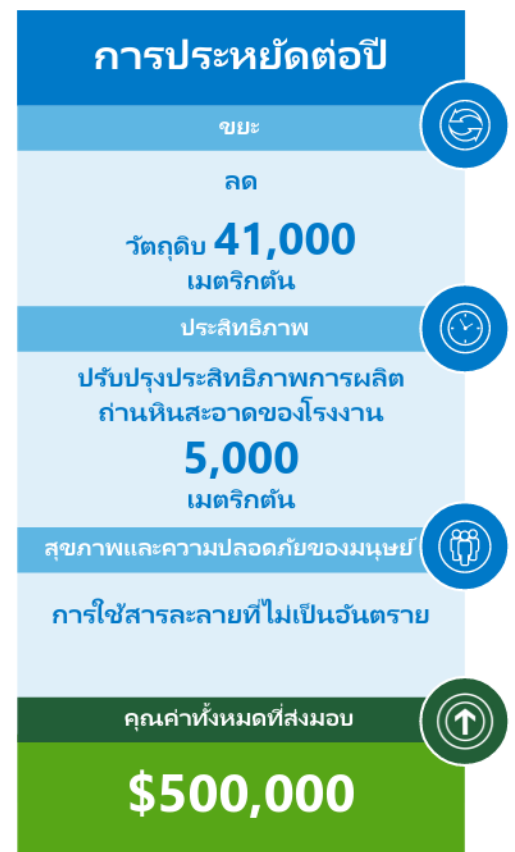 การประหยัดต่อปี
ขยะ
ลด
วัตถุดิบ 41,000
เมตริกตัน
ประสิทธิภาพ
ปรับปรุงประสิทธิภาพการผลิต
ถ่านหินสะอาดของโรงงาน
5,000
เมตริกตัน
สุขภาพและความปลอดภัยของมนุษย์
การใช้สารละลายที่ไม่เป็นอันตราย
คุณค่าทั้งหมดที่ส่งมอบ
$500,000